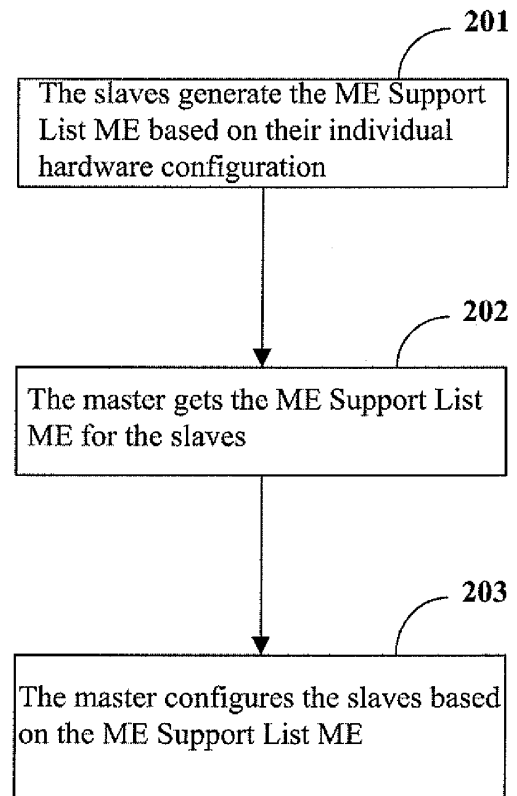 201
The slaves generate the ME Support
List ME based on their individual
hardware configuration
202
The master gets the ME Support List
ME for the slaves
203
The master configures the slaves based
on the ME Support List ME